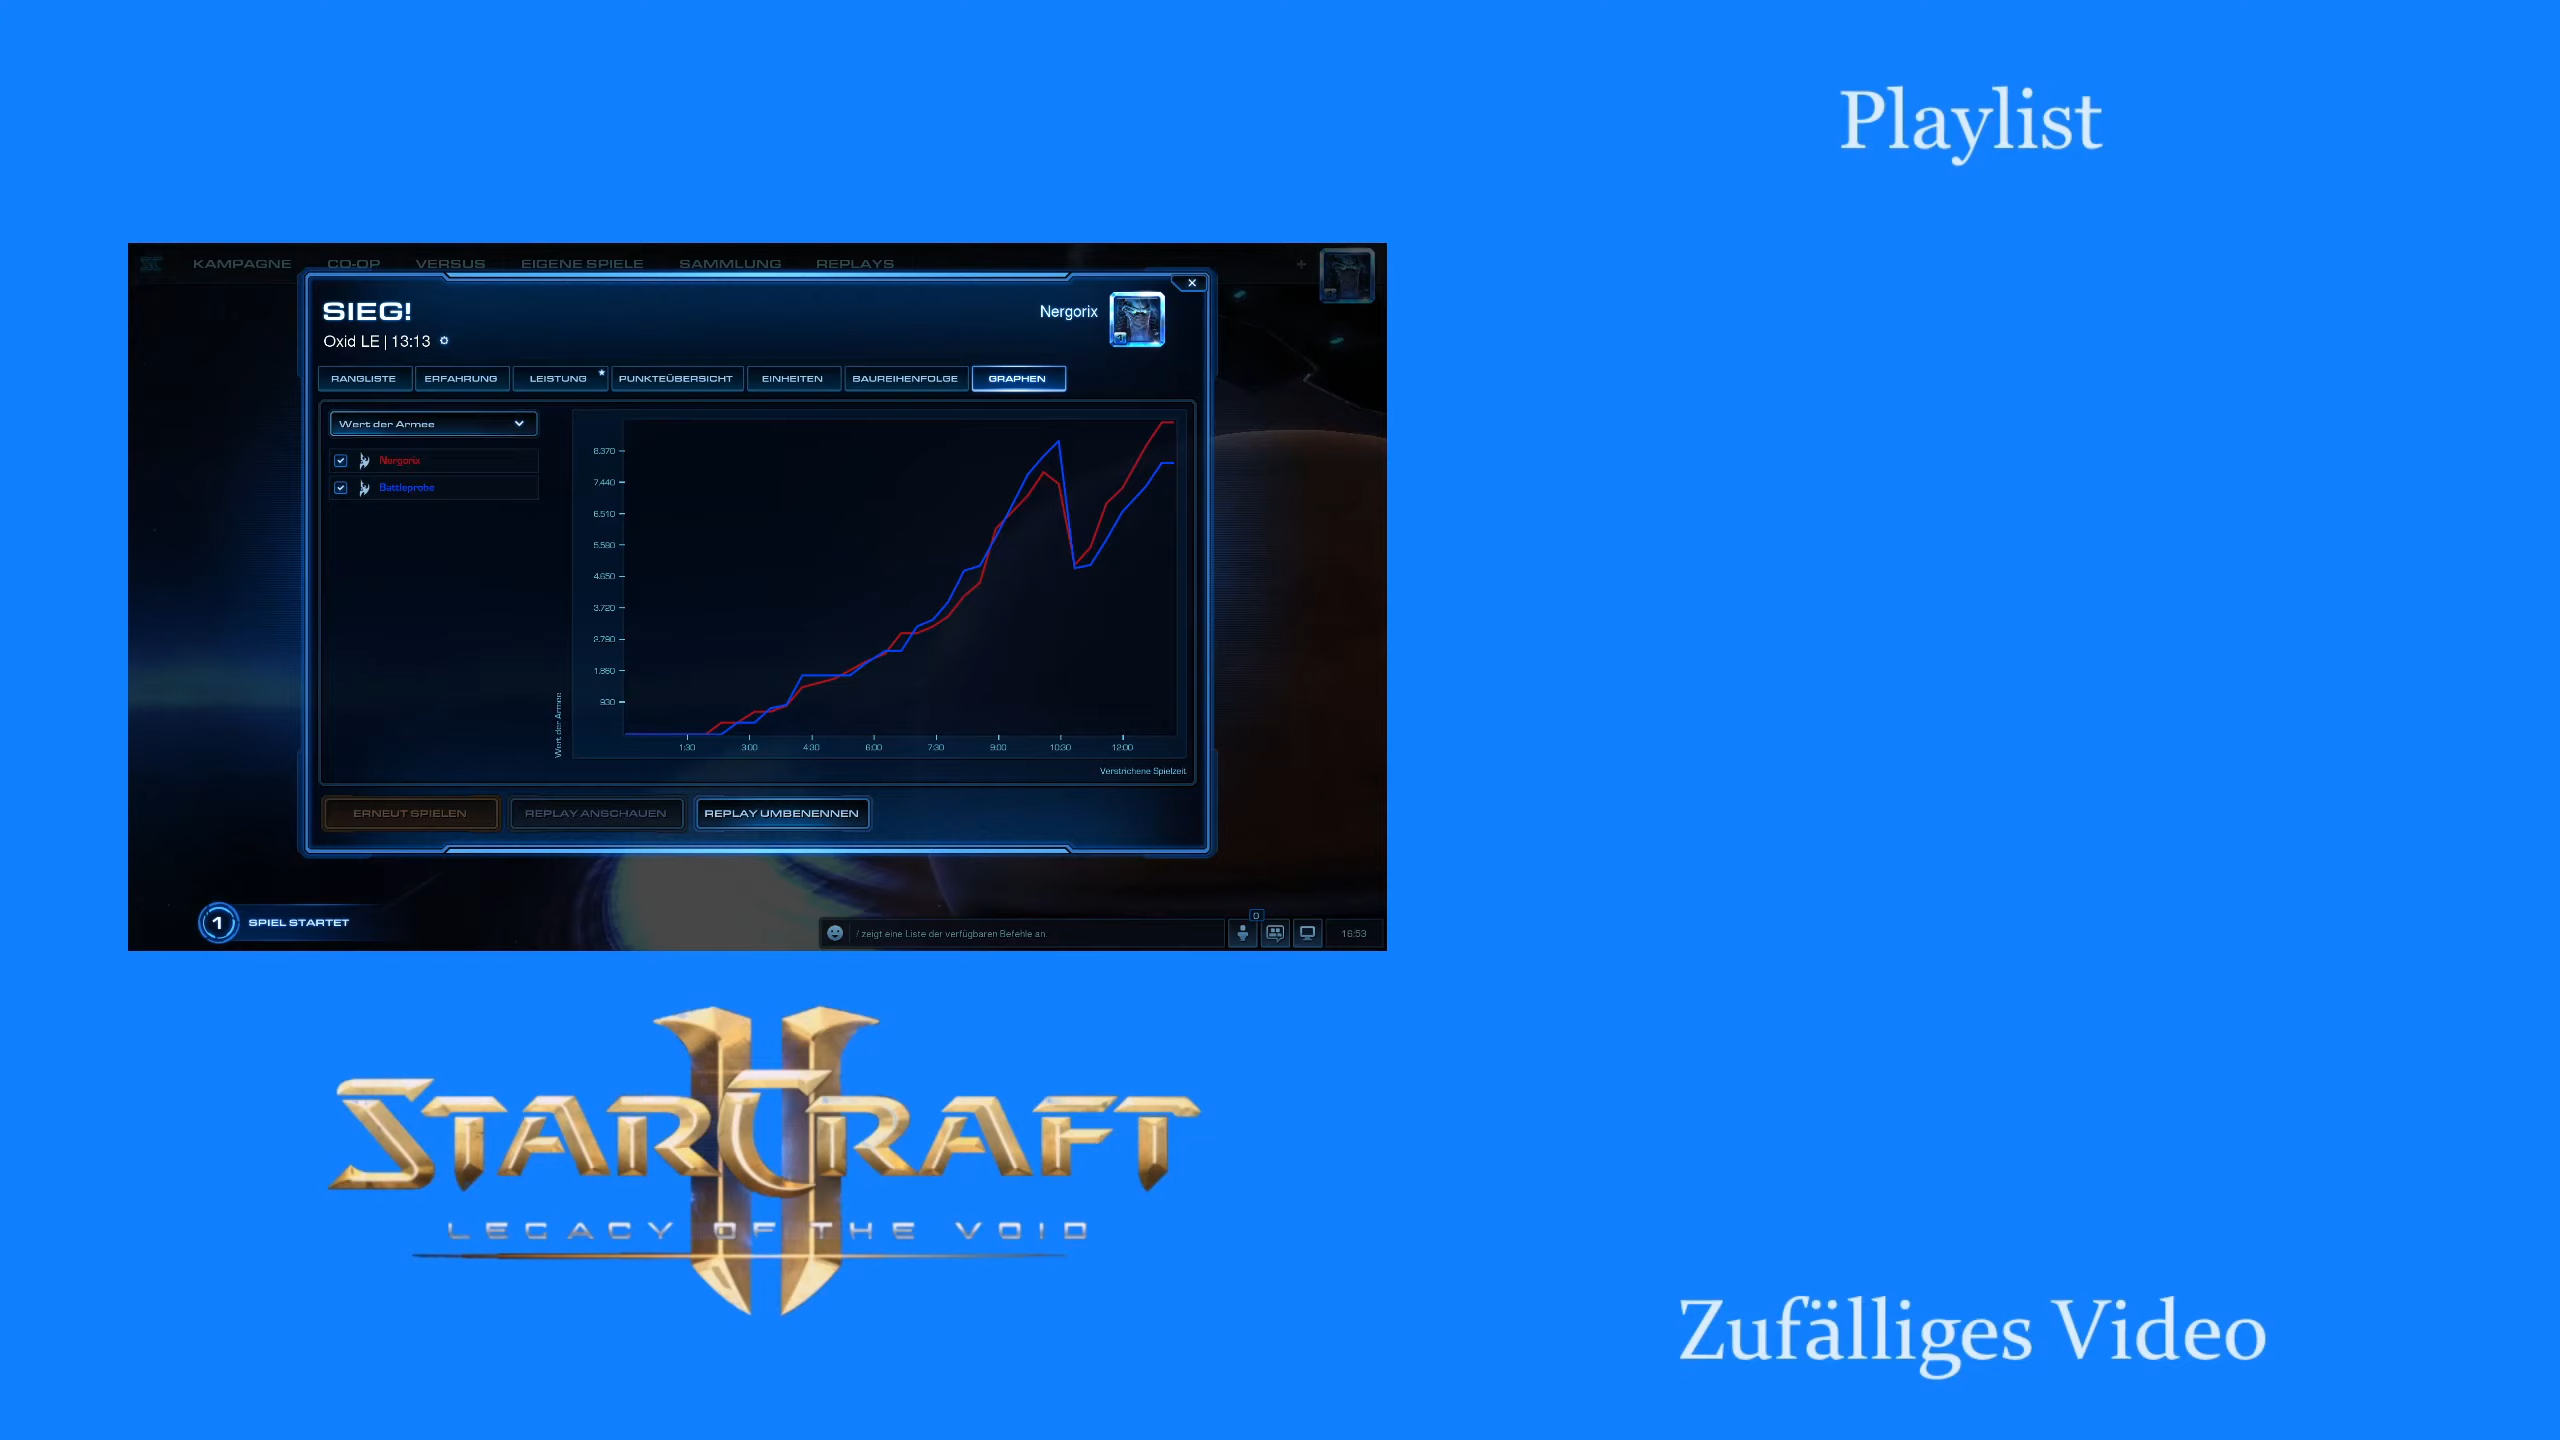 Playlist
KAMPAGNE CO-OP VERSUS EIGENE SPIELE SAMMLUNG REPLAYS
SIEG!
Nergorix
Oxid LE | 13:13
RANGLISTE ERFAHRUNG LEISTUNG PUNKTEÜBERSICHT EINHEITEN BAUREIHENFOLGE GRAPHEN
Wert der Armee
Nergorix
Battleprobe
8.370
7.440
6.510
5.580
4.650
3.720
2.790
1.860
930
Wert der Armee
1:30 3:00 4:30 6:00 7:30 9:00 10:30 12:00
Verstrichene Spielzeit
ERNEUT SPIELEN REPLAY ANSCHAUEN REPLAY UMBENENNEN
1 SPIEL STARTET
0
/ zeigt eine Liste der verfügbaren Befehle an.
16:53
STARCRAFT
II
LEGACY OF THE VOID
Zufälliges Video